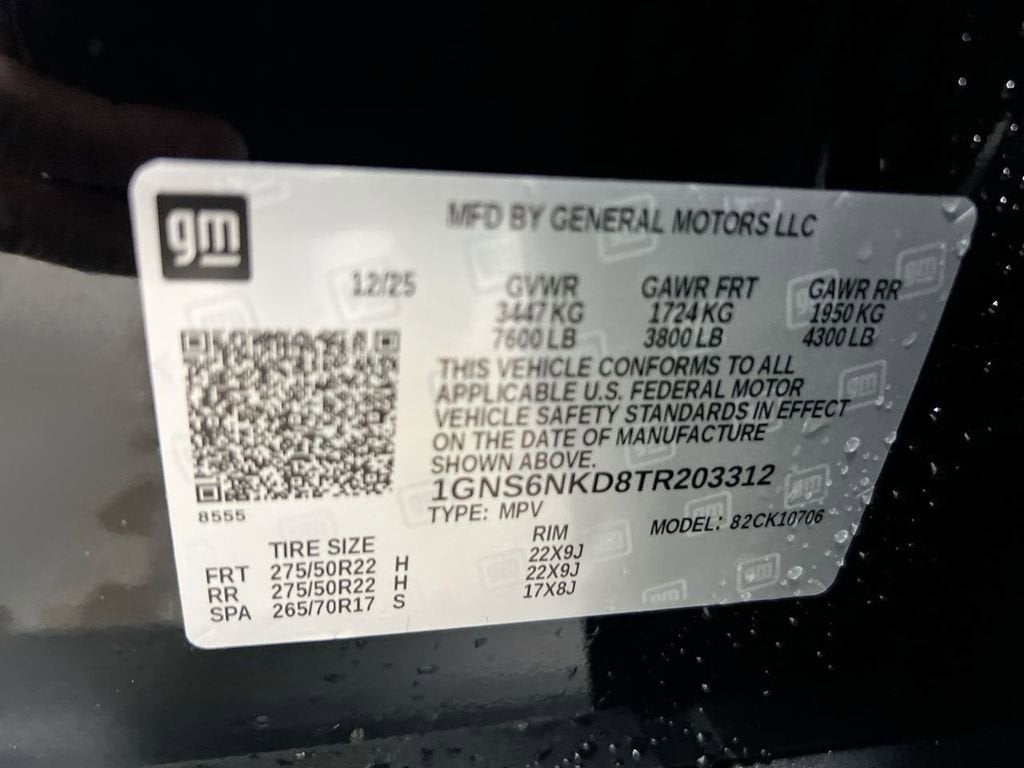 gm
MFD BY GENERAL MOTORS LLC
12/25 GVWR GAWR FRT GAWR RR
3447 KG 1724 KG 1950 KG
7600 LB 3800 LB 4300 LB
THIS VEHICLE CONFORMS TO ALL
APPLICABLE U.S. FEDERAL MOTOR
VEHICLE SAFETY STANDARDS IN EFFECT
ON THE DATE OF MANUFACTURE
SHOWN ABOVE.
1GNS6NKD8TR203312
8555
TYPE: MPV MODEL: 82CK10706
TIRE SIZE RIM
FRT 275/50R22 H 22X9J
RR 275/50R22 H 22X9J
SPA 265/70R17 S 17X8J